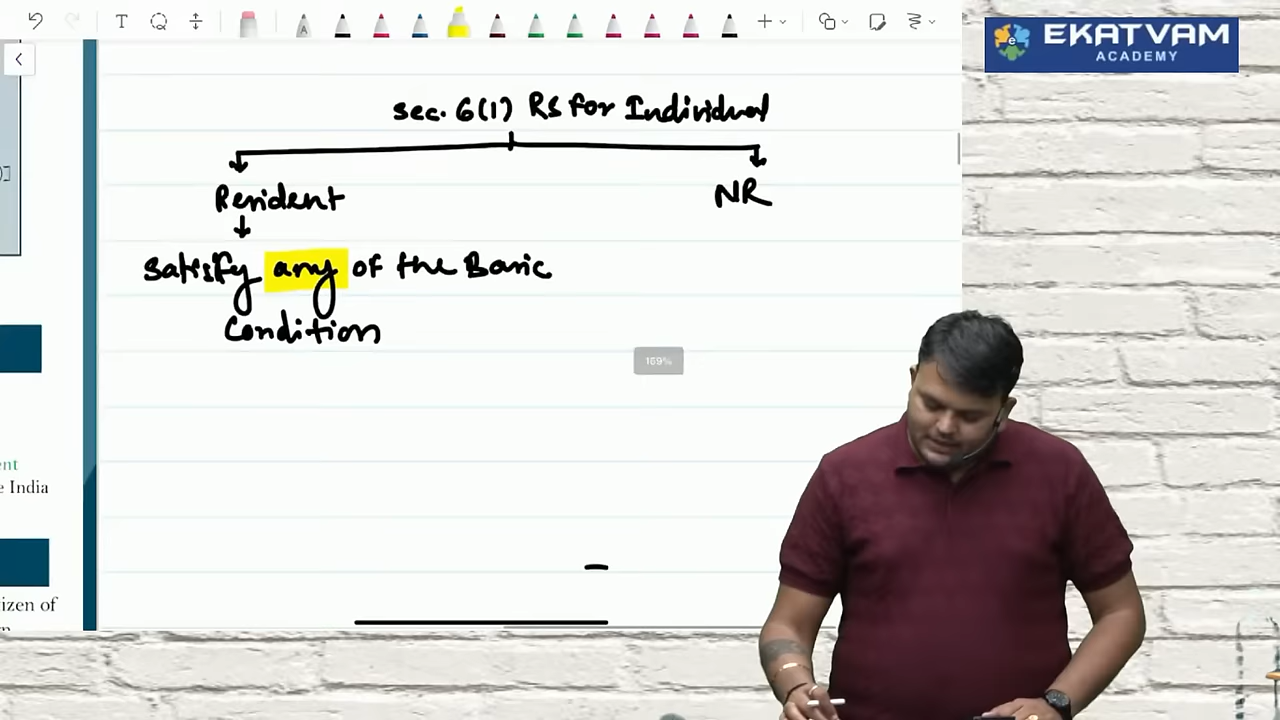 T
A
EKATVAM
ACADEMY
sec. 6(1) RS for Individual
Resident
NR
Satisfy any of the Basic
Condition
169%
ent
e India
izen of